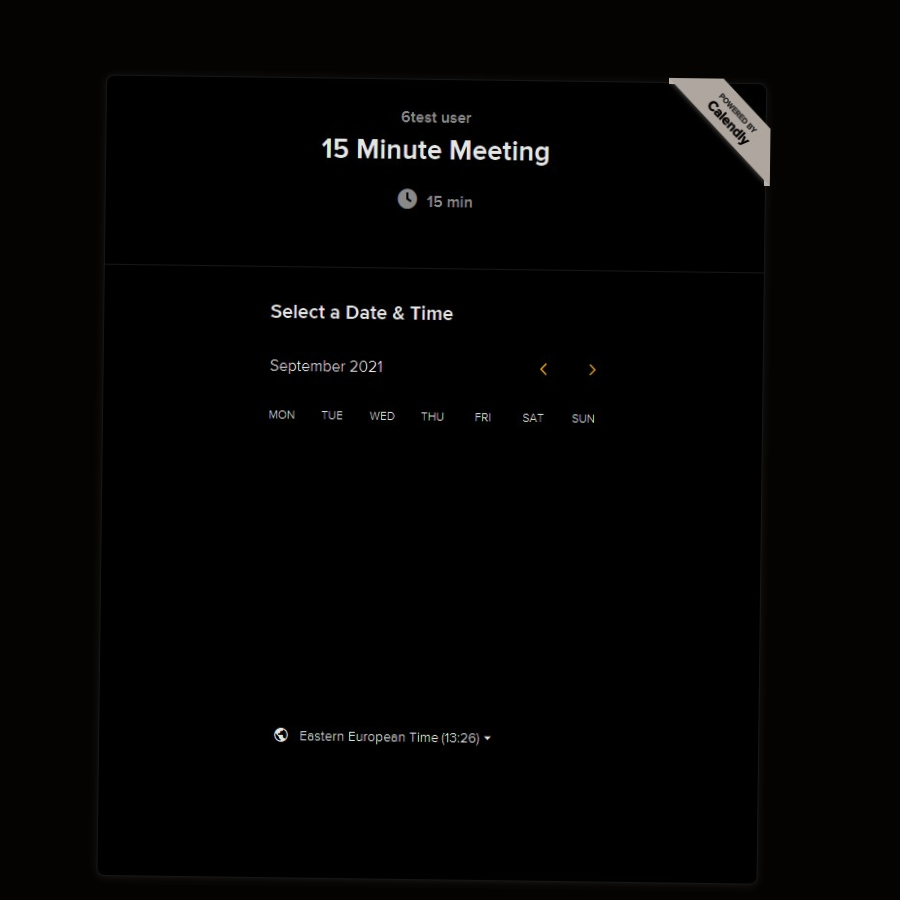 POWERED BY
Calendly
6test user
15 Minute Meeting
15 min
Select a Date & Time
September 2021
MON TUE WED THU FRI SAT SUN
Eastern European Time (13:26)